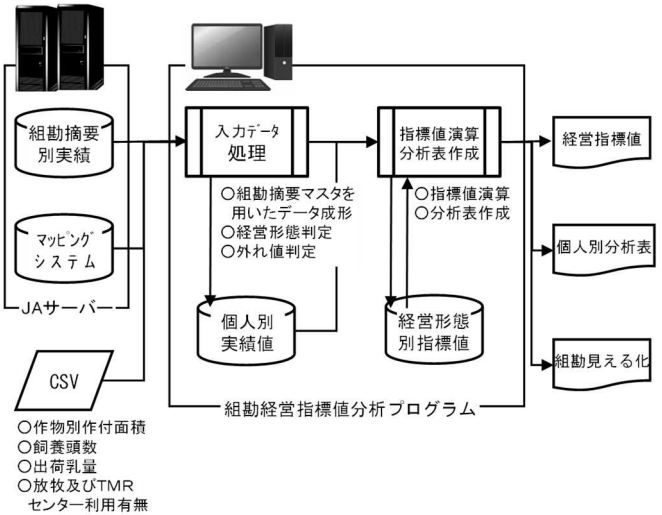 組勘摘要
別実績
マッピング
システム
JAサーバー
CSV
○作物別作付面積
○飼養頭数
○出荷乳量
○放牧及びTMR
センター利用有無
入力データ
処理
○組勘摘要マスタを
用いたデータ成形
○経営形態判定
○外れ値判定
個人別
実績値
指標値演算
分析表作成
○指標値演算
○分析表作成
経営形態
別指標値
組勘経営指標値分析プログラム
経営指標値
個人別分析表
組勘見える化